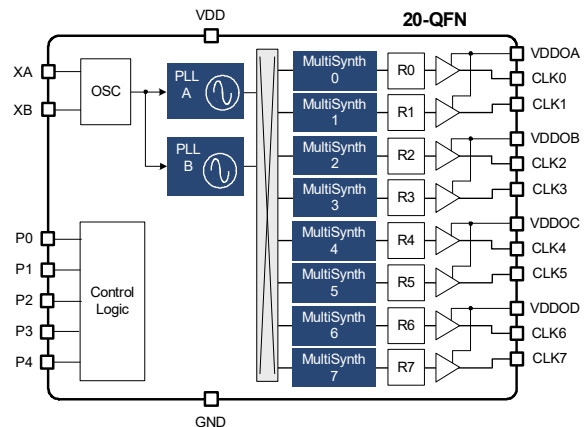 VDD
20-QFN
XA
XB
OSC
PLL
A
PLL
B
MultiSynth
0
R0
VDDOA
CLK0
MultiSynth
1
R1
CLK1
MultiSynth
2
R2
VDDOB
CLK2
MultiSynth
3
R3
CLK3
MultiSynth
4
R4
VDDOC
CLK4
MultiSynth
5
R5
CLK5
MultiSynth
6
R6
VDDOD
CLK6
MultiSynth
7
R7
CLK7
P0
P1
P2
P3
P4
Control
Logic
GND